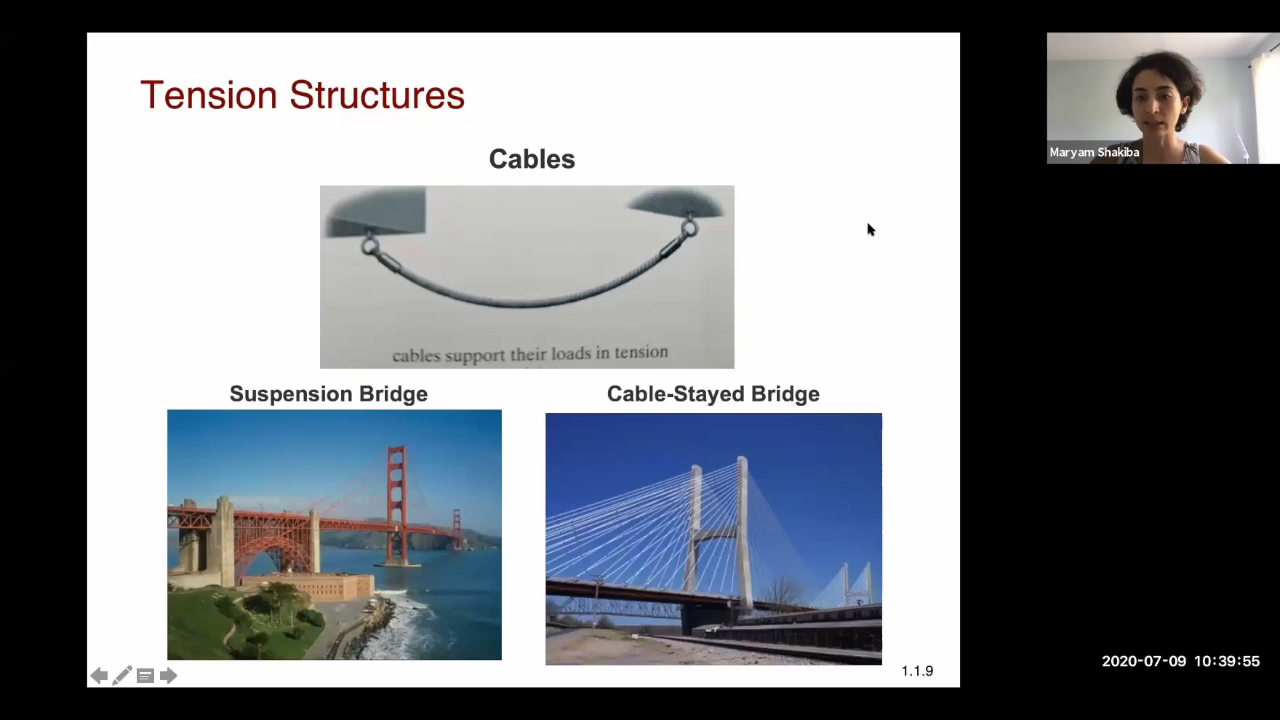 Tension Structures
Cables
cables support their loads in tension
Suspension Bridge
Cable-Stayed Bridge
1.1.9
Maryam Shakiba
2020-07-09 10:39:55